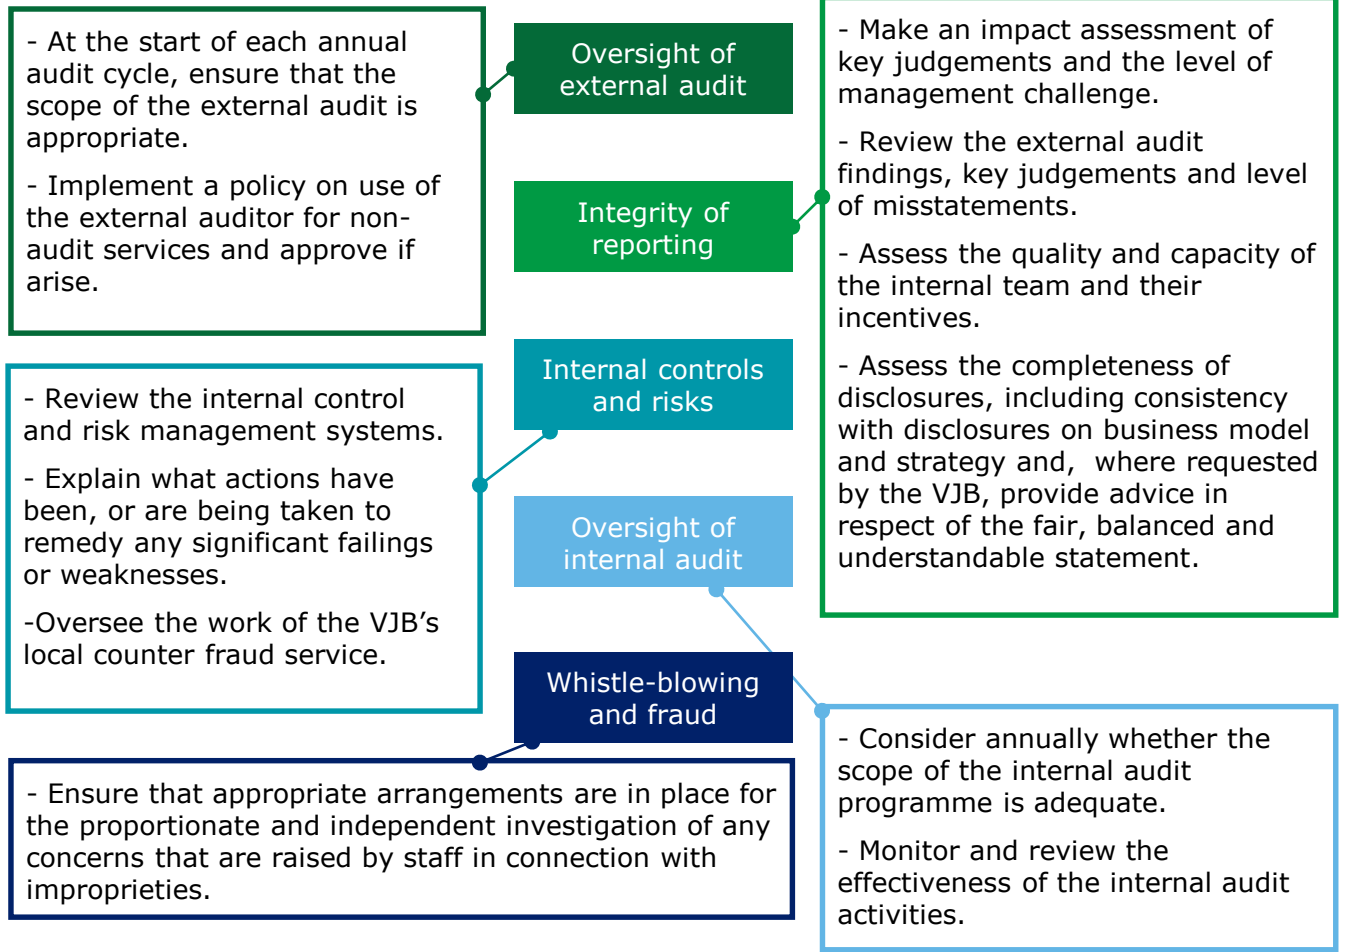 - At the start of each annual
audit cycle, ensure that the
scope of the external audit is
appropriate.
- Implement a policy on use of
the external auditor for non-
audit services and approve if
arise.
Oversight of
external audit
Integrity of
reporting
- Make an impact assessment of
key judgements and the level of
management challenge.
- Review the external audit
findings, key judgements and level
of misstatements.
- Assess the quality and capacity of
the internal team and their
incentives.
- Assess the completeness of
disclosures, including consistency
with disclosures on business model
and strategy and,  where requested
by the VJB, provide advice in
respect of the fair, balanced and
understandable statement.
Internal controls
and risks
- Review the internal control
and risk management systems.
- Explain what actions have
been, or are being taken to
remedy any significant failings
or weaknesses.
-Oversee the work of the VJB’s
local counter fraud service.
Oversight of
internal audit
- Consider annually whether the
scope of the internal audit
programme is adequate.
- Monitor and review the
effectiveness of the internal audit
activities.
Whistle-blowing
and fraud
- Ensure that appropriate arrangements are in place for
the proportionate and independent investigation of any
concerns that are raised by staff in connection with
improprieties.